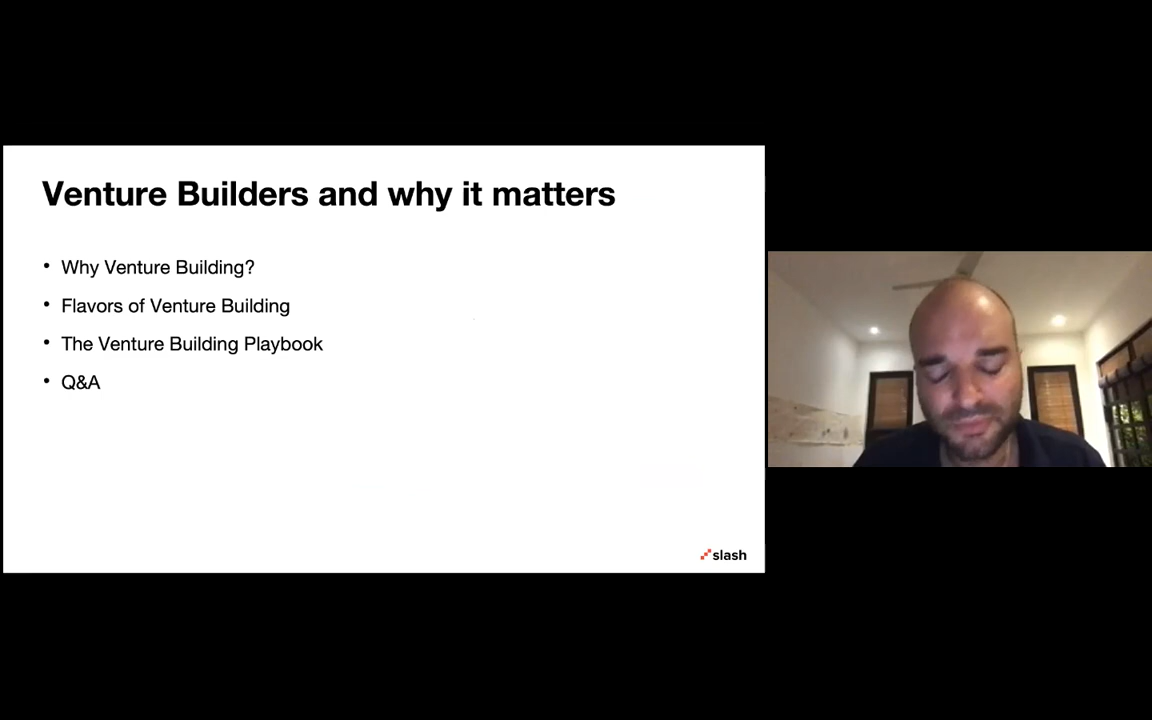 Venture Builders and why it matters
• Why Venture Building?
• Flavors of Venture Building
• The Venture Building Playbook
• Q&A
slash